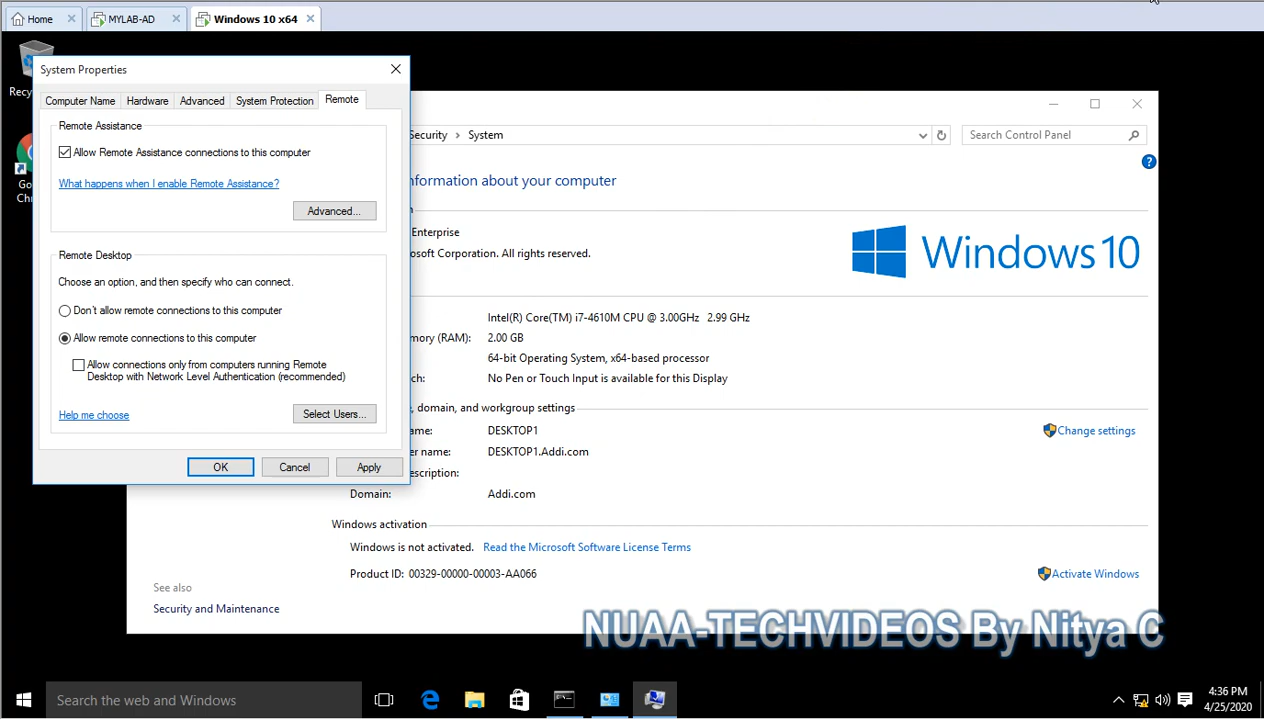 Home
MYLAB-AD
Windows 10 x64
System Properties
Computer Name
Hardware
Advanced
System Protection
Remote
Remote Assistance
Allow Remote Assistance connections to this computer
What happens when I enable Remote Assistance?
Advanced...
Remote Desktop
Choose an option, and then specify who can connect.
Don't allow remote connections to this computer
Allow remote connections to this computer
Allow connections only from computers running Remote
Desktop with Network Level Authentication (recommended)
Help me choose
Select Users...
OK
Cancel
Apply
Security > System
Search Control Panel
nformation about your computer
Enterprise
osoft Corporation. All rights reserved.
Windows 10
Intel(R) Core(TM) i7-4610M CPU @ 3.00GHz 2.99 GHz
mory (RAM): 2.00 GB
64-bit Operating System, x64-based processor
ch: No Pen or Touch Input is available for this Display
, domain, and workgroup settings
ame: DESKTOP1
Change settings
er name: DESKTOP1.Addi.com
escription:
Domain: Addi.com
Windows activation
Windows is not activated. Read the Microsoft Software License Terms
Product ID: 00329-00000-00003-AA066
Activate Windows
See also
Security and Maintenance
NUAA-TECHVIDEOS By Nitya C
Recy
Go
Chr
Search the web and Windows
4:36 PM
4/25/2020